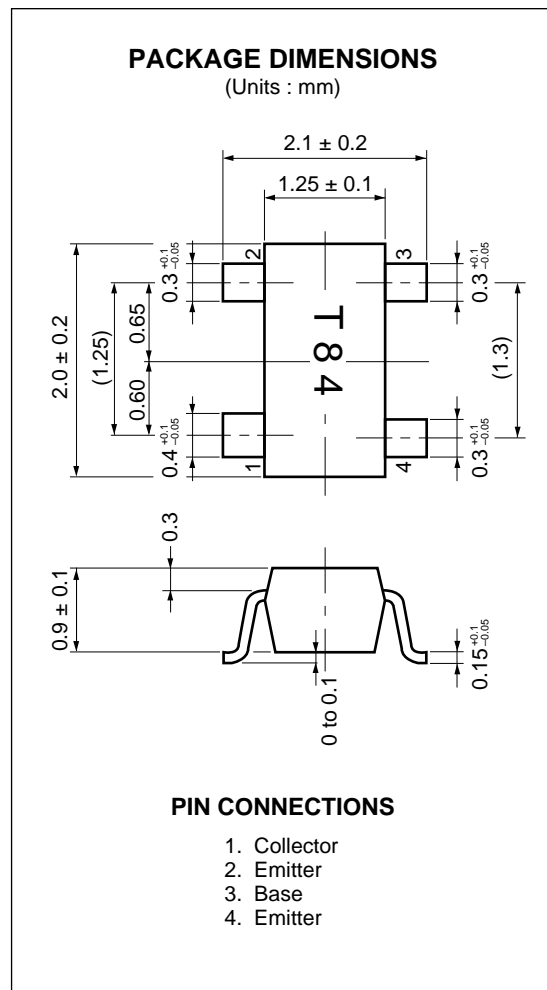 PACKAGE DIMENSIONS
(Units : mm)
2.1 ± 0.2
1.25 ± 0.1
2.0 ± 0.2
(1.25)
0.3 +0.1 −0.05
0.65
0.60
0.4 +0.1 −0.05
2
1
T84
3
4
0.3 +0.1 −0.05
0.3 +0.1 −0.05
(1.3)
0.9 ± 0.1
0.3
0 to 0.1
0.15 +0.1 −0.05
PIN CONNECTIONS
1. Collector
2. Emitter
3. Base
4. Emitter